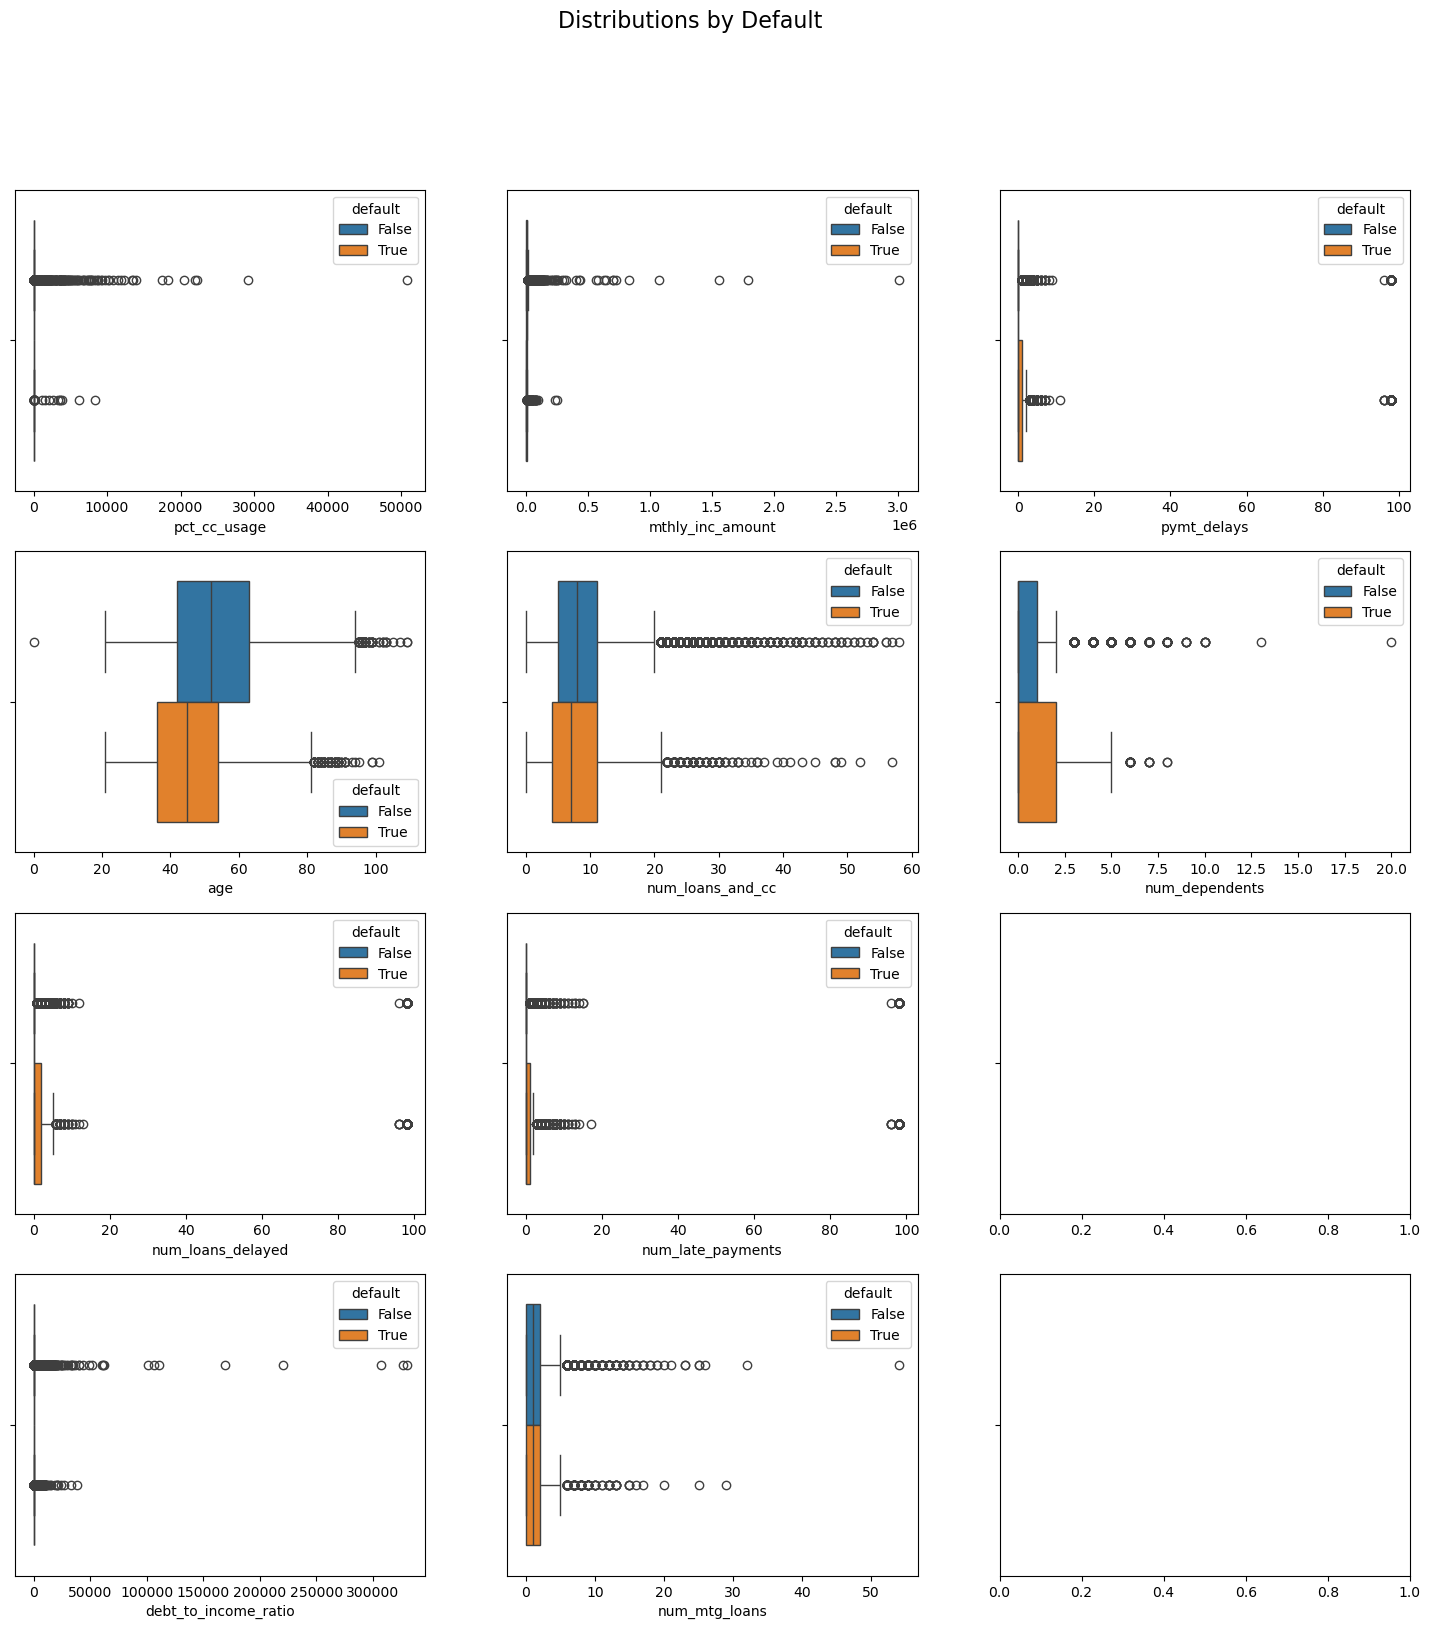 Distributions by Default
default
False
True
0 10000 20000 30000 40000 50000
pct_cc_usage
default
False
True
0.0 0.5 1.0 1.5 2.0 2.5 3.0
1e6
mthly_inc_amount
default
False
True
0 20 40 60 80 100
pymt_delays
default
False
True
0 20 40 60 80 100
age
default
False
True
0 10 20 30 40 50 60
num_loans_and_cc
default
False
True
0.0 2.5 5.0 7.5 10.0 12.5 15.0 17.5 20.0
num_dependents
default
False
True
0 20 40 60 80 100
num_loans_delayed
default
False
True
0 20 40 60 80 100
num_late_payments
0.0 0.2 0.4 0.6 0.8 1.0
default
False
True
0 50000 100000 150000 200000 250000 300000
debt_to_income_ratio
default
False
True
0 10 20 30 40 50
num_mtg_loans
0.0 0.2 0.4 0.6 0.8 1.0